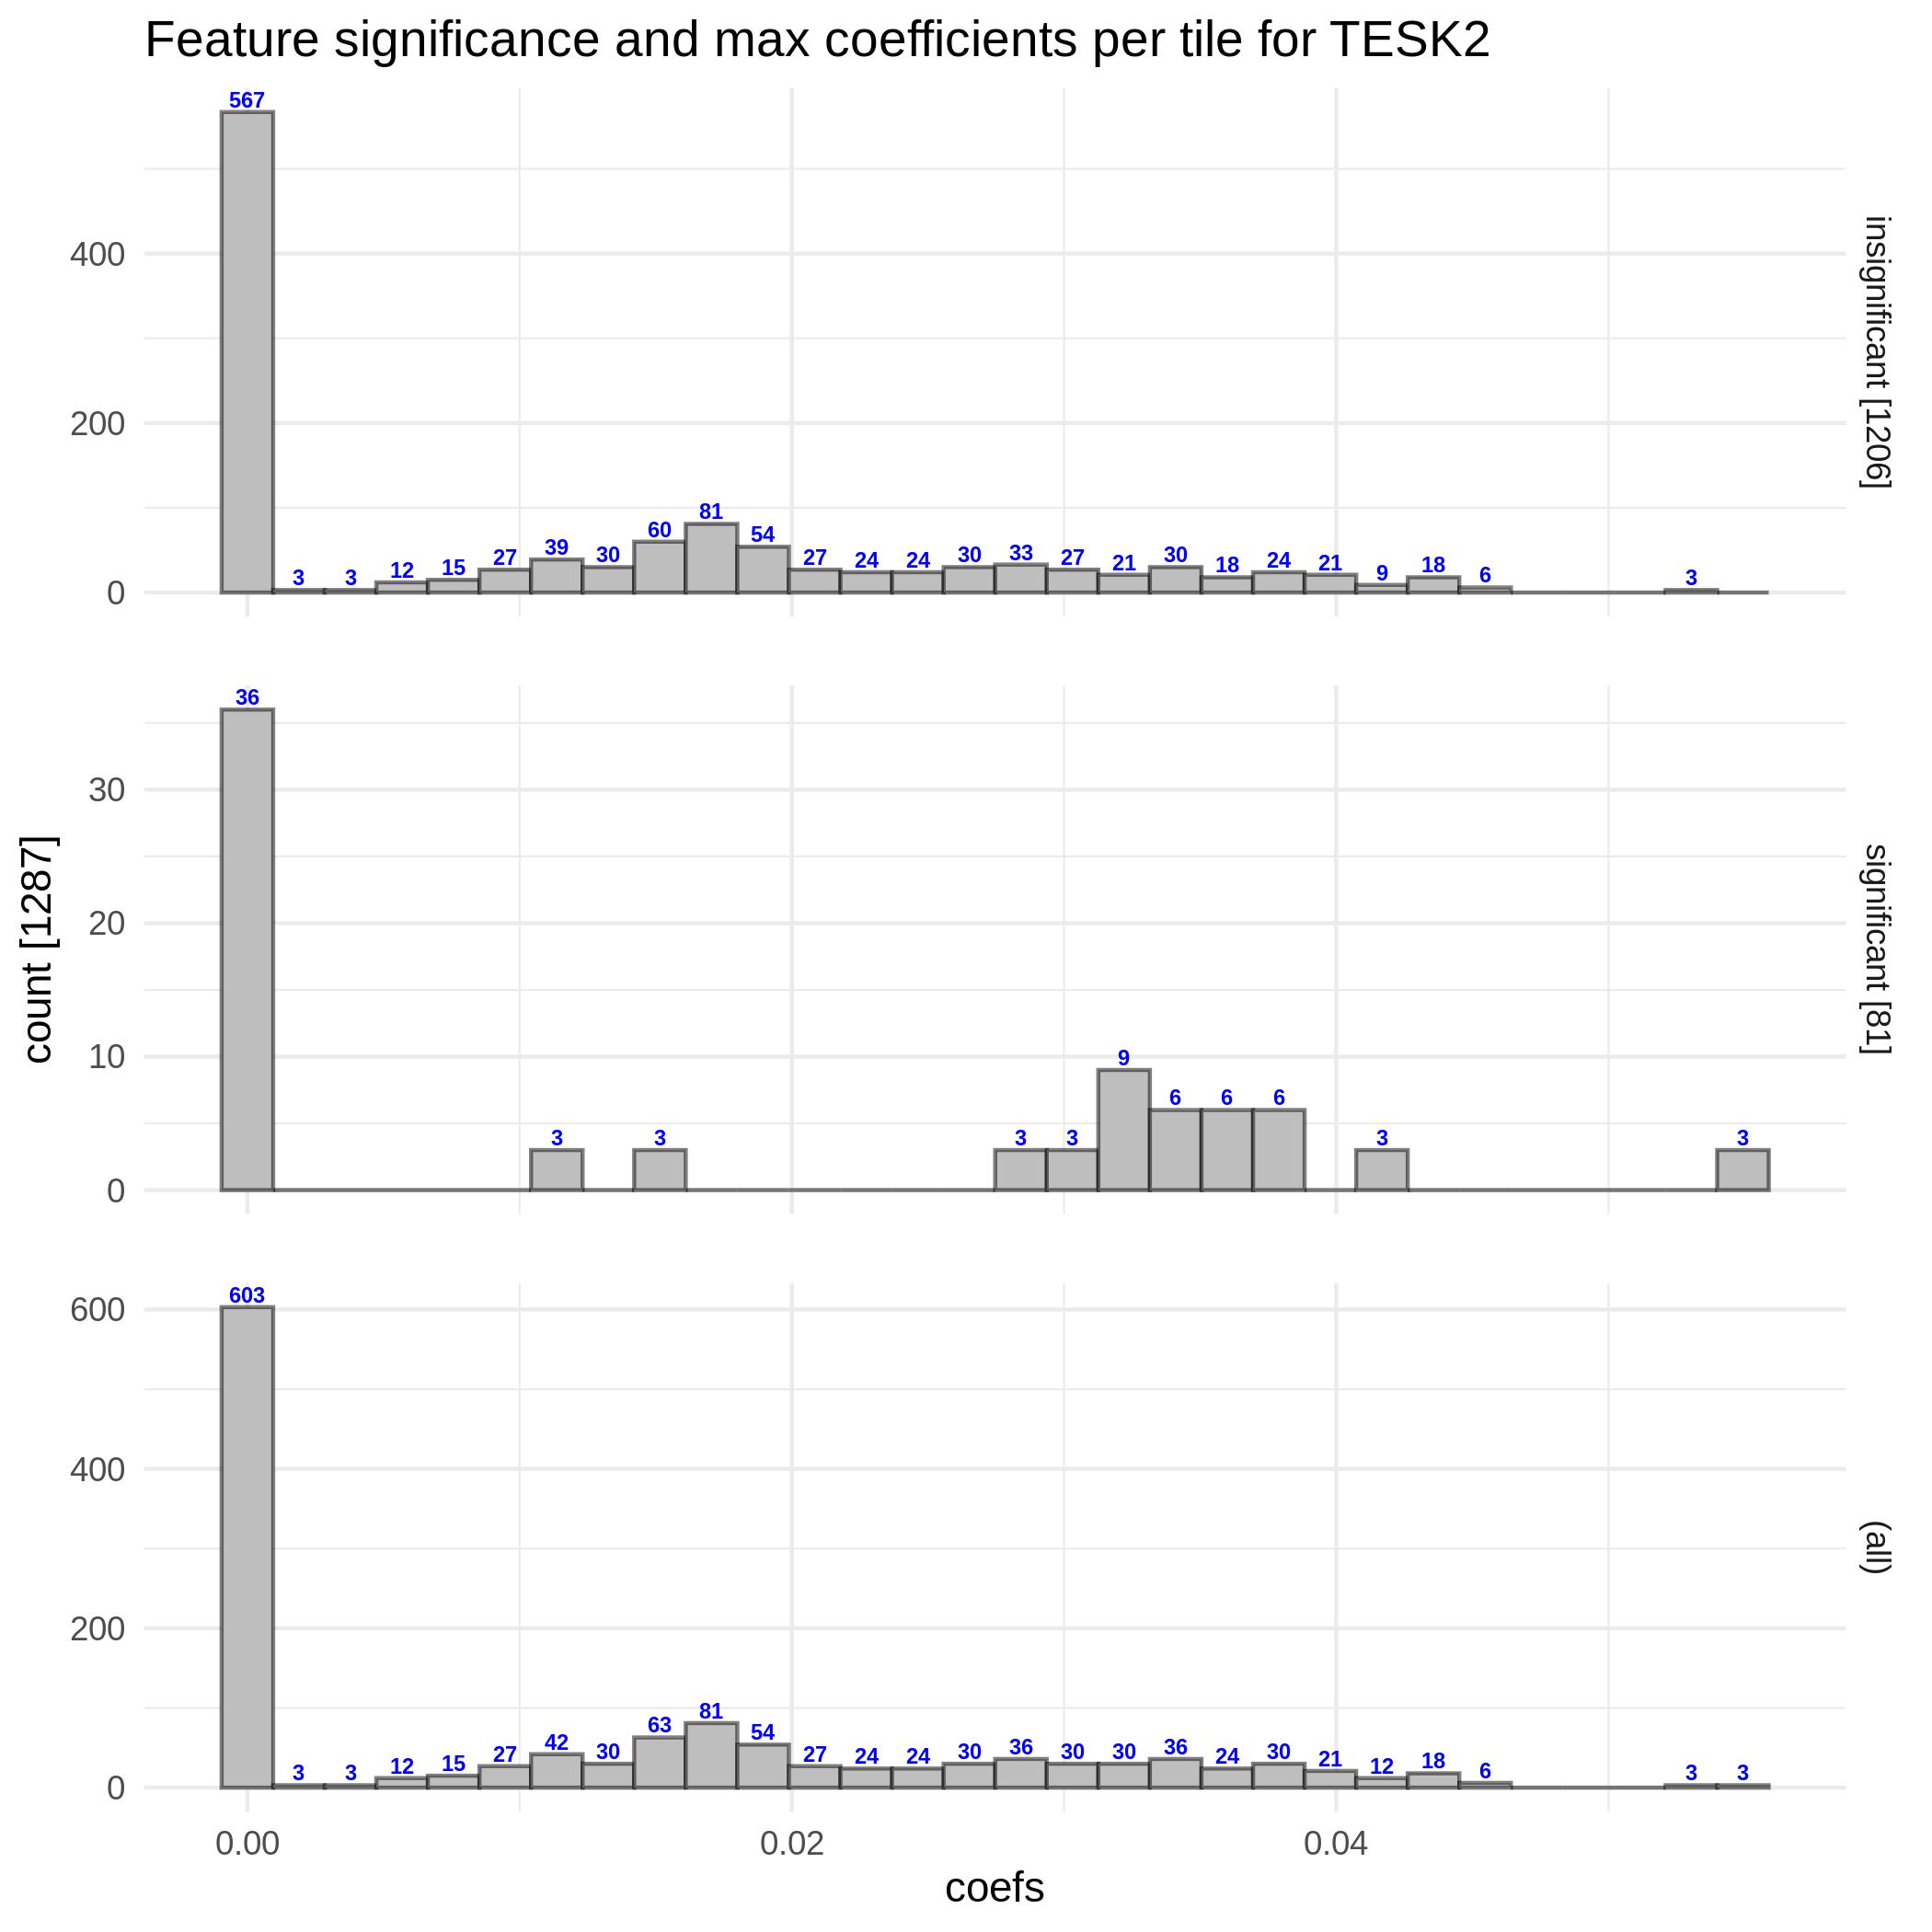 Feature significance and max coefficients per tile for TESK2
567
3 3 12 15 27 39 30 60 81 54 27 24 24 30 33 27 21 30 18 24 21 9 18 6 3
400
200
0
insignificant [1206]
36
3 3 3 3 9 6 6 6 3 3
30
20
10
0
significant [81]
count [1287]
603
3 3 12 15 27 42 30 63 81 54 27 24 24 30 36 30 30 36 24 30 21 12 18 6 3 3
600
400
200
0
(all)
0.00 0.02 0.04
coefs